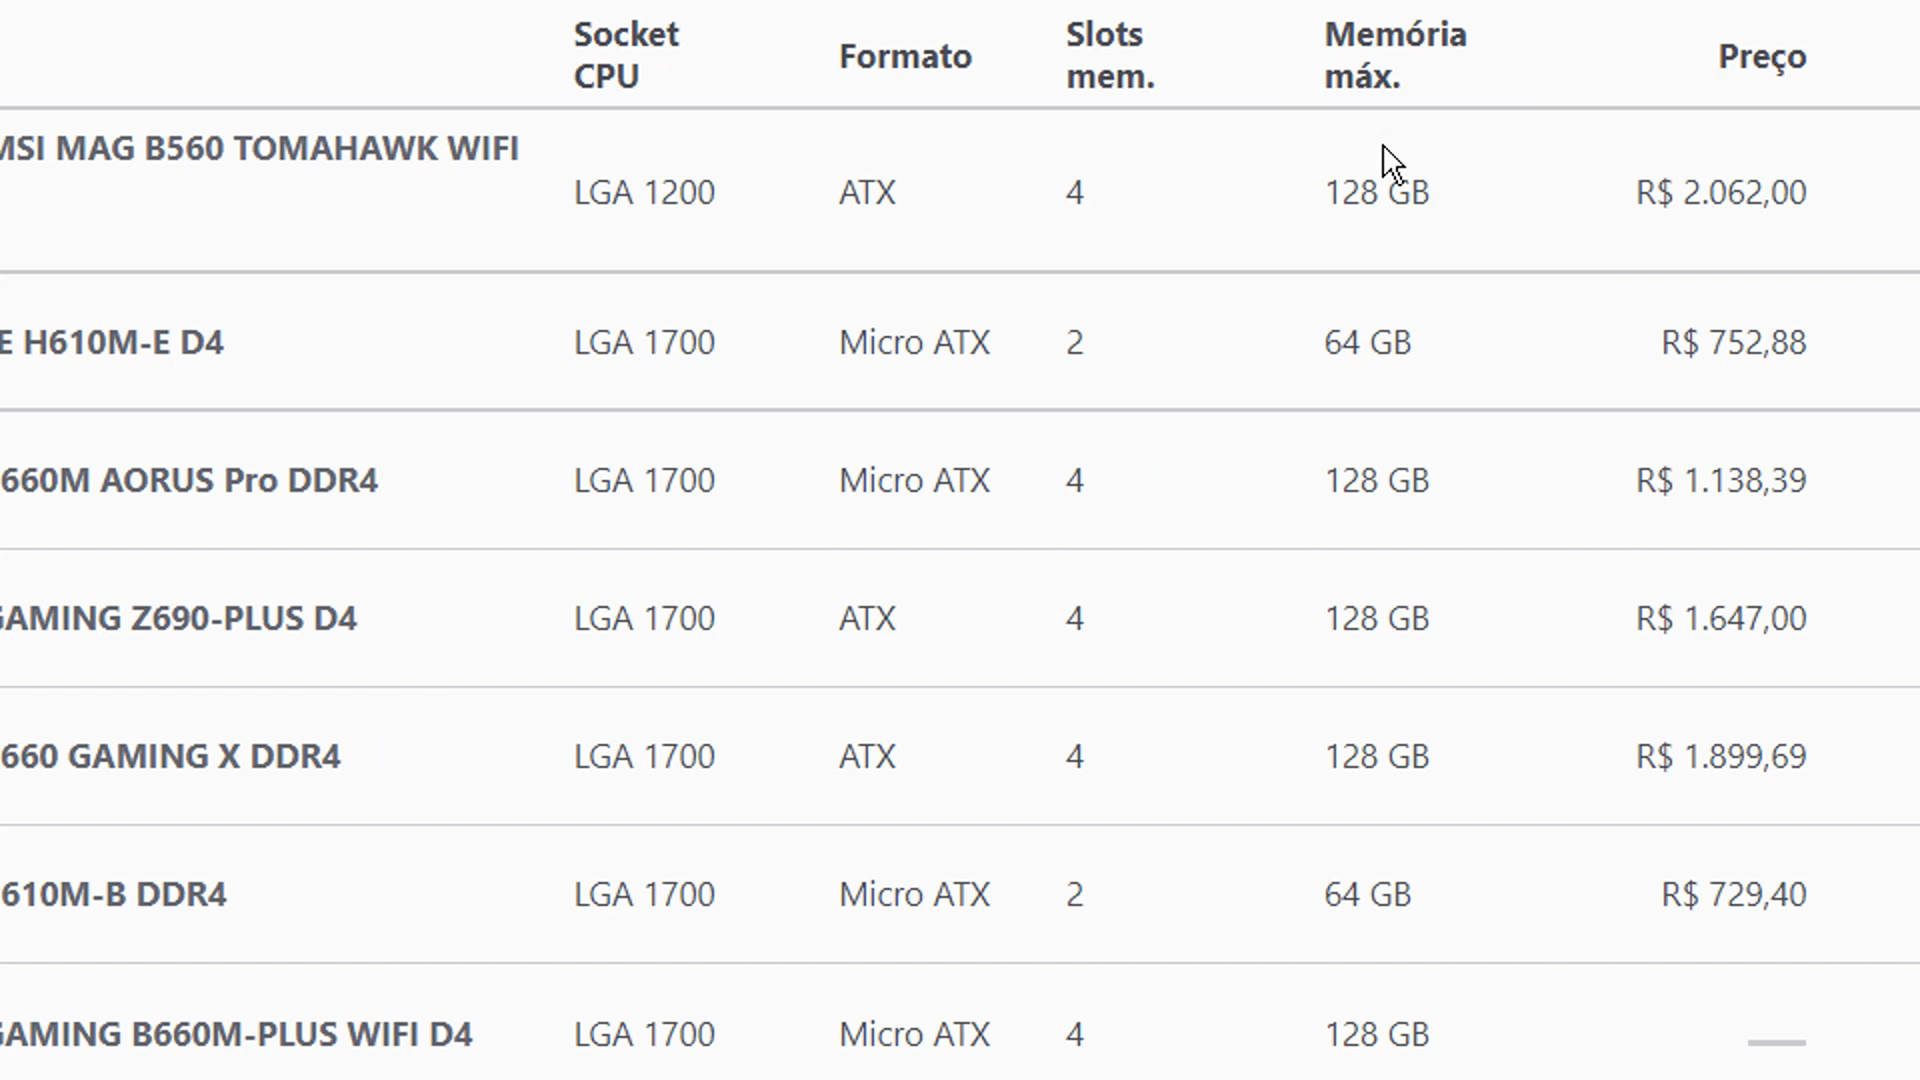 Socket CPU Formato Slots mem. Memória máx. Preço
MSI MAG B560 TOMAHAWK WIFI LGA 1200 ATX 4 128 GB R$ 2.062,00
E H610M-E D4 LGA 1700 Micro ATX 2 64 GB R$ 752,88
660M AORUS Pro DDR4 LGA 1700 Micro ATX 4 128 GB R$ 1.138,39
GAMING Z690-PLUS D4 LGA 1700 ATX 4 128 GB R$ 1.647,00
660 GAMING X DDR4 LGA 1700 ATX 4 128 GB R$ 1.899,69
610M-B DDR4 LGA 1700 Micro ATX 2 64 GB R$ 729,40
GAMING B660M-PLUS WIFI D4 LGA 1700 Micro ATX 4 128 GB